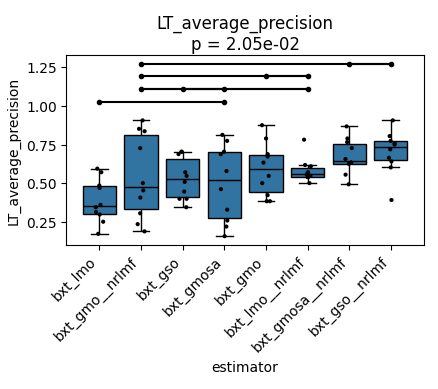 LT_average_precision
p = 2.05e-02
LT_average_precision
1.25
1.00
0.75
0.50
0.25
bxt_lmo
bxt_gmo__nrlmf
bxt_gso
bxt_gmosa
bxt_gmo
bxt_lmo__nrlmf
bxt_gmosa__nrlmf
bxt_gso__nrlmf
estimator